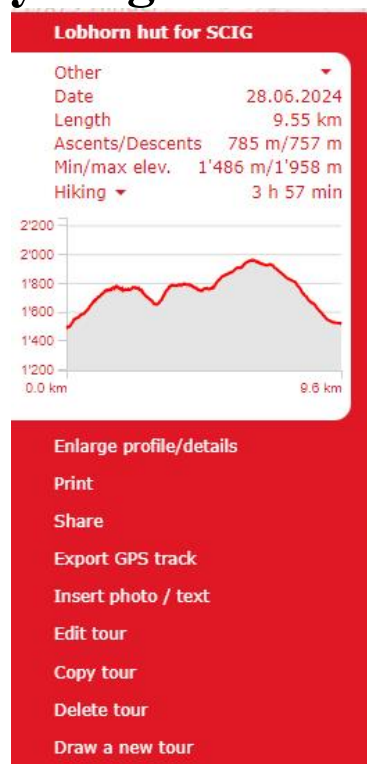 Lobhorn hut for SCIG
Other
Date 28.06.2024
Length 9.55 km
Ascents/Descents 785 m/757 m
Min/max elev. 1'486 m/1'958 m
Hiking 3 h 57 min
2'200
2'000
1'800
1'600
1'400
1'200
0.0 km 9.6 km
Enlarge profile/details
Print
Share
Export GPS track
Insert photo / text
Edit tour
Copy tour
Delete tour
Draw a new tour